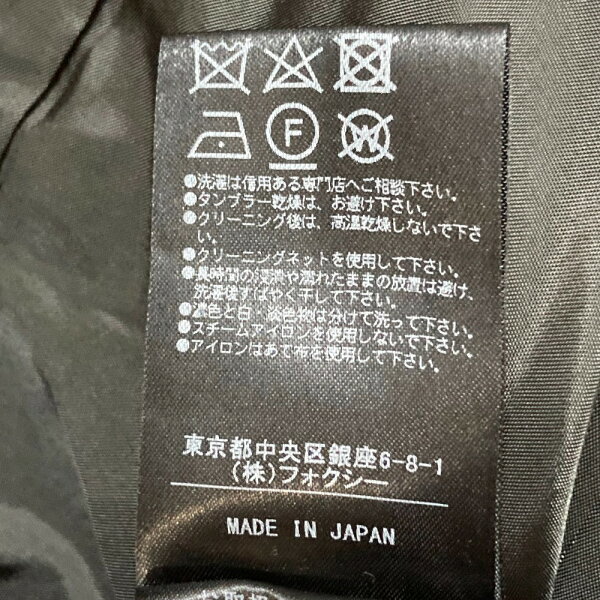 F
W
●洗濯は信用ある専門店へご相談下さい。
●タンブラー乾燥は、お避け下さい。
●クリーニング後は、高温乾燥しないで下さ
い。
●クリーニングネットを使用して下さい。
●長時間の浸漬や濡れたままの放置は避け、
洗濯後すばやく干して下さい。
●濃色と白・淡色物は分けて洗って下さい。
●スチームアイロンを使用しないで下さい。
●アイロンはあて布を使用して下さい。
東京都中央区銀座6-8-1
(株)フォクシー
MADE IN JAPAN